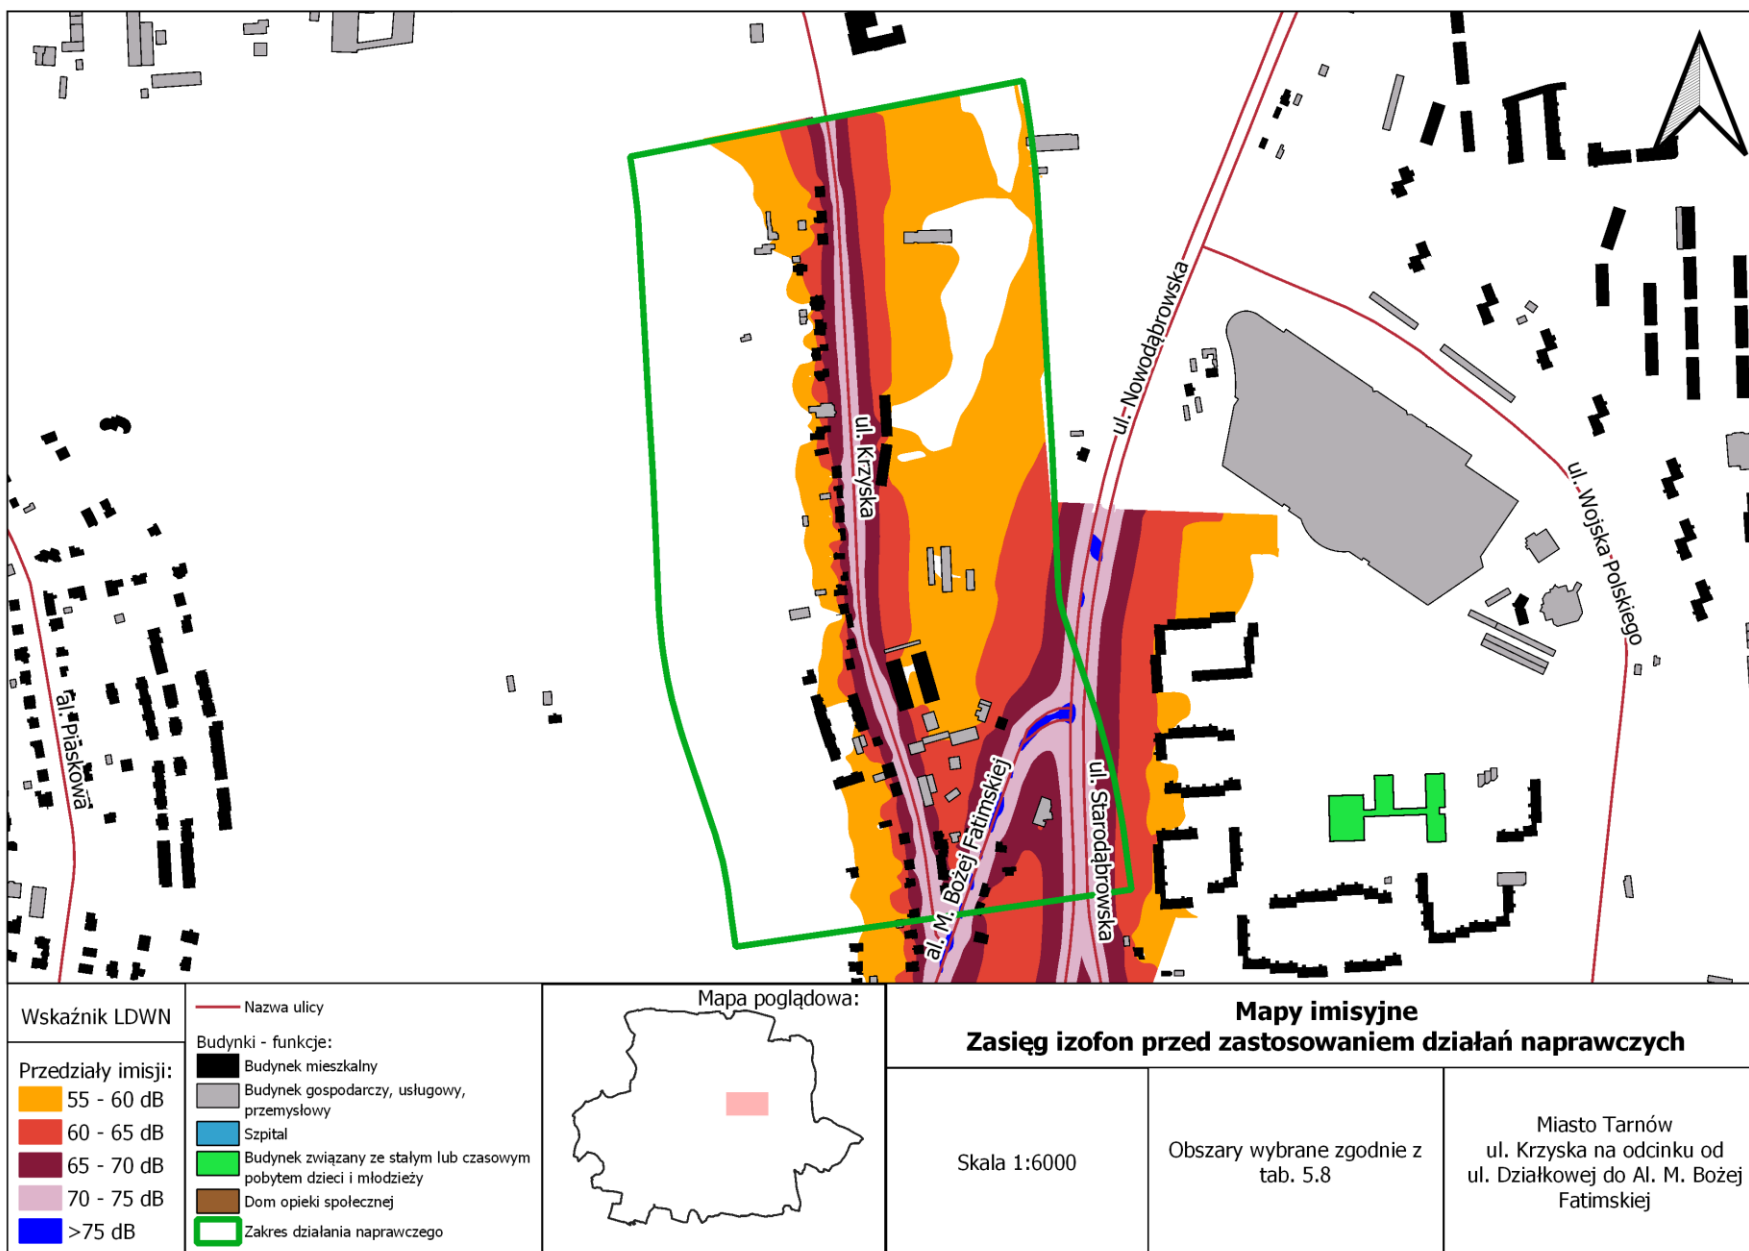 ul. Nowodąbrowska
ul. Krzyska
ul. Wojska Polskiego
al. Piaskowa
al. M. Bożej Fatimskiej
ul. Starodąbrowska
Wskaźnik LDWN
Przedziały imisji:
55 - 60 dB
60 - 65 dB
65 - 70 dB
70 - 75 dB
>75 dB
Nazwa ulicy
Budynki - funkcje:
Budynek mieszkalny
Budynek gospodarczy, usługowy,
przemysłowy
Szpital
Budynek związany ze stałym lub czasowym
pobytem dzieci i młodzieży
Dom opieki społecznej
Zakres działania naprawczego
Mapa poglądowa:
Mapy imisyjne
Zasięg izofon przed zastosowaniem działań naprawczych
Skala 1:6000
Obszary wybrane zgodnie z
tab. 5.8
Miasto Tarnów
ul. Krzyska na odcinku od
ul. Działkowej do Al. M. Bożej
Fatimskiej